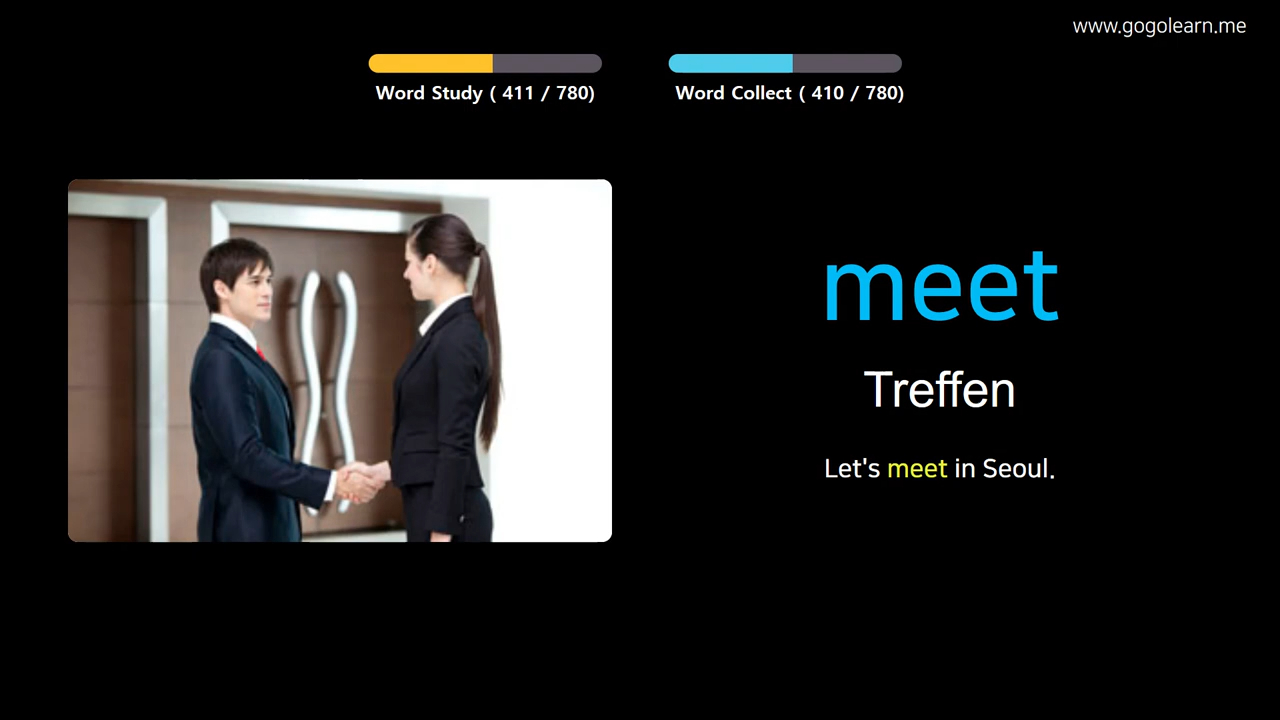 www.gogolearn.me
Word Study ( 411 / 780)
Word Collect ( 410 / 780)
meet
Treffen
Let's meet in Seoul.